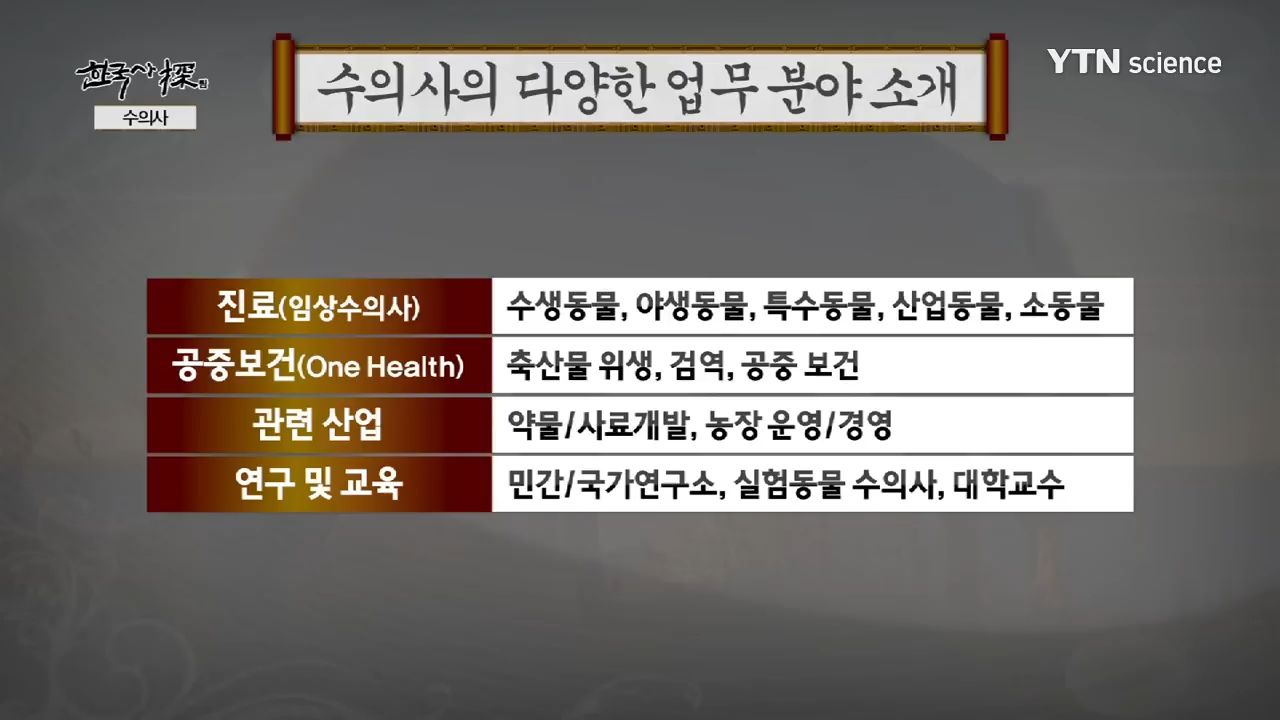 한국사 探
수의사
수의사의 다양한 업무 분야 소개
YTN science
진료(임상수의사) 수생동물, 야생동물, 특수동물, 산업동물, 소동물
공중보건(One Health) 축산물 위생, 검역, 공중 보건
관련 산업 약물/사료개발, 농장 운영/경영
연구 및 교육 민간/국가연구소, 실험동물 수의사, 대학교수